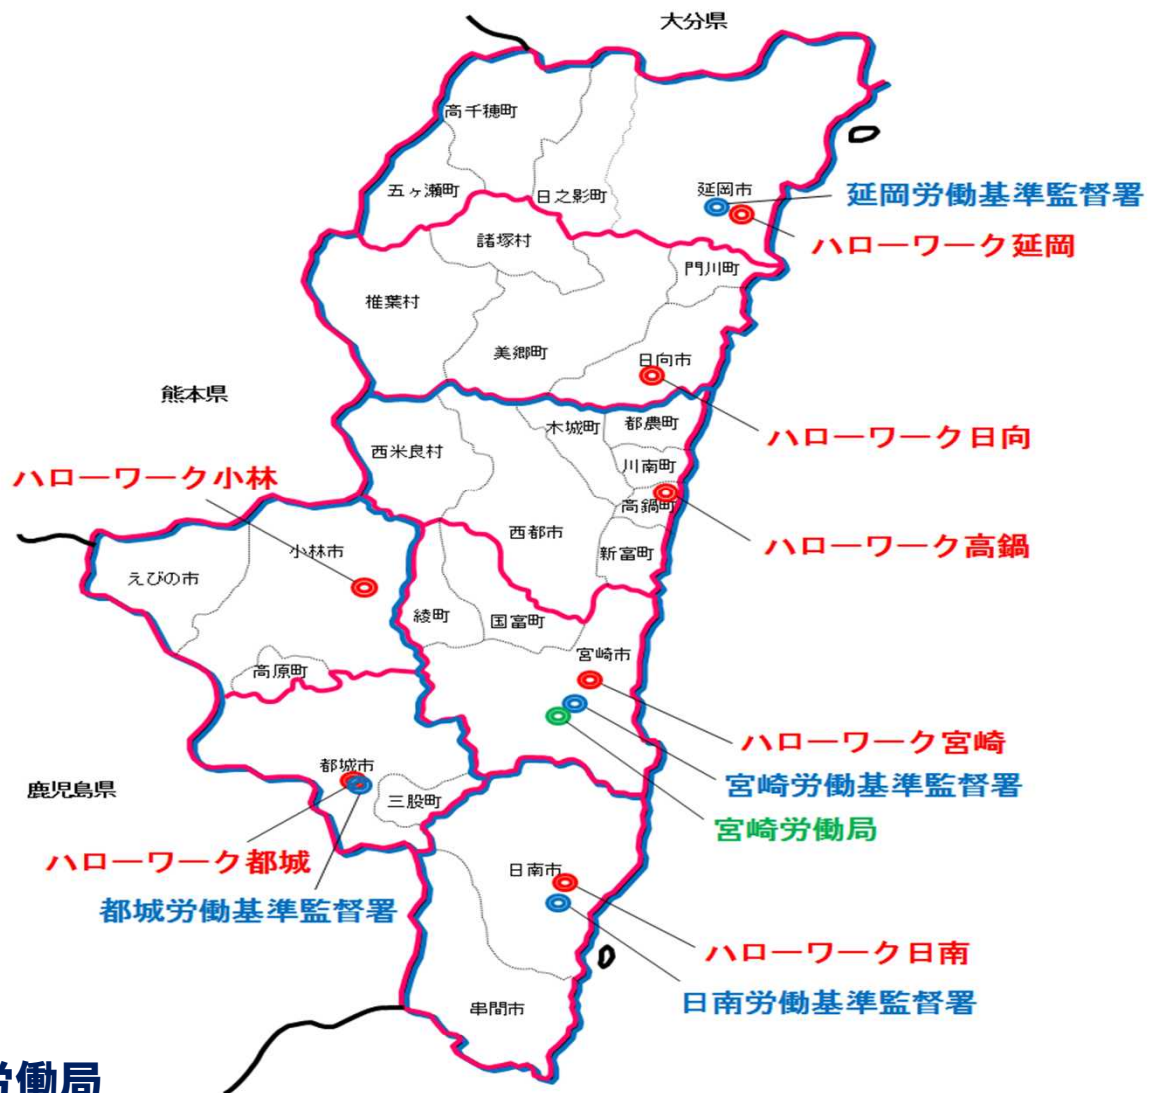 大分県
高千穂町
五ヶ瀬町
日之影町
延岡市
延岡労働基準監督署
ハローワーク延岡
諸塚村
門川町
椎葉村
美郷町
日向市
熊本県
ハローワーク日向
木城町
都農町
西米良村
川南町
ハローワーク小林
高鍋町
西都市
ハローワーク高鍋
小林市
新富町
えびの市
綾町
国富町
宮崎市
高原町
ハローワーク宮崎
都城市
宮崎労働基準監督署
鹿児島県
三股町
宮崎労働局
ハローワーク都城
日南市
都城労働基準監督署
ハローワーク日南
日南労働基準監督署
串間市
労働局